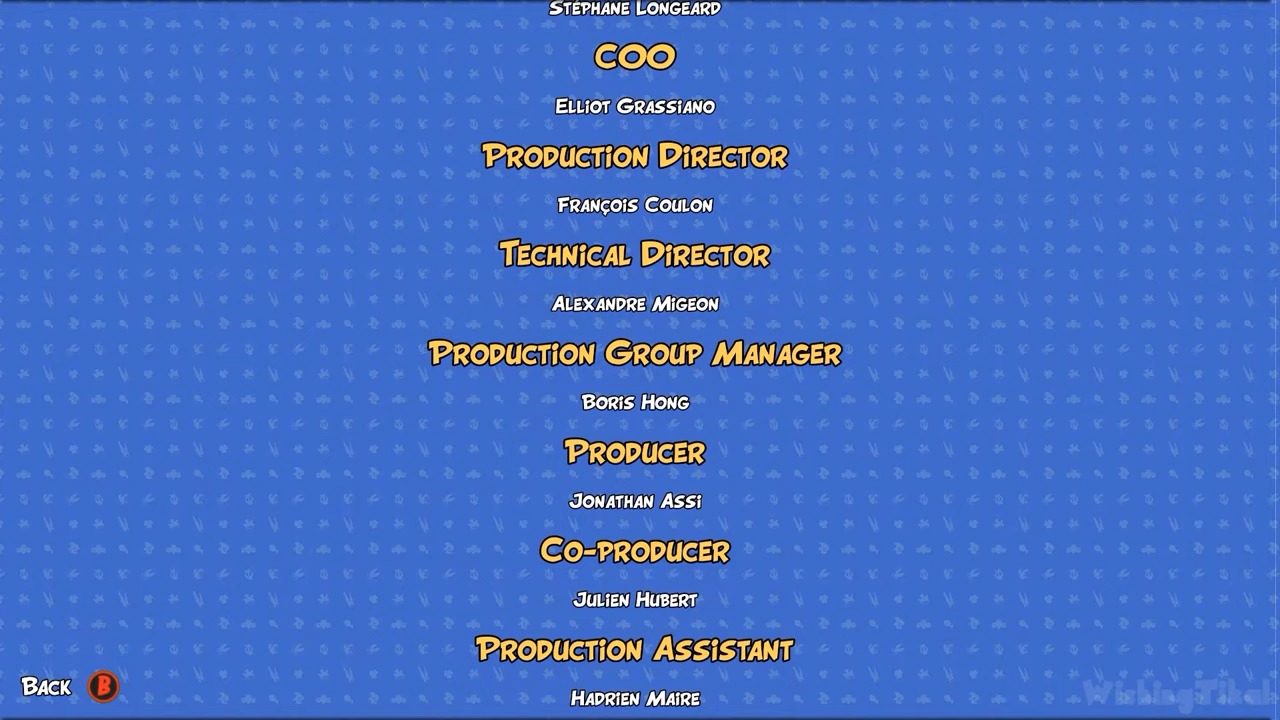 Stéphane Longeard
COO
Elliot Grassiano
Production Director
François Coulon
Technical Director
Alexandre Migeon
Production Group Manager
Boris Hong
Producer
Jonathan Assi
Co-producer
Julien Hubert
Production Assistant
Hadrien Maire
Back B
WishingTikal